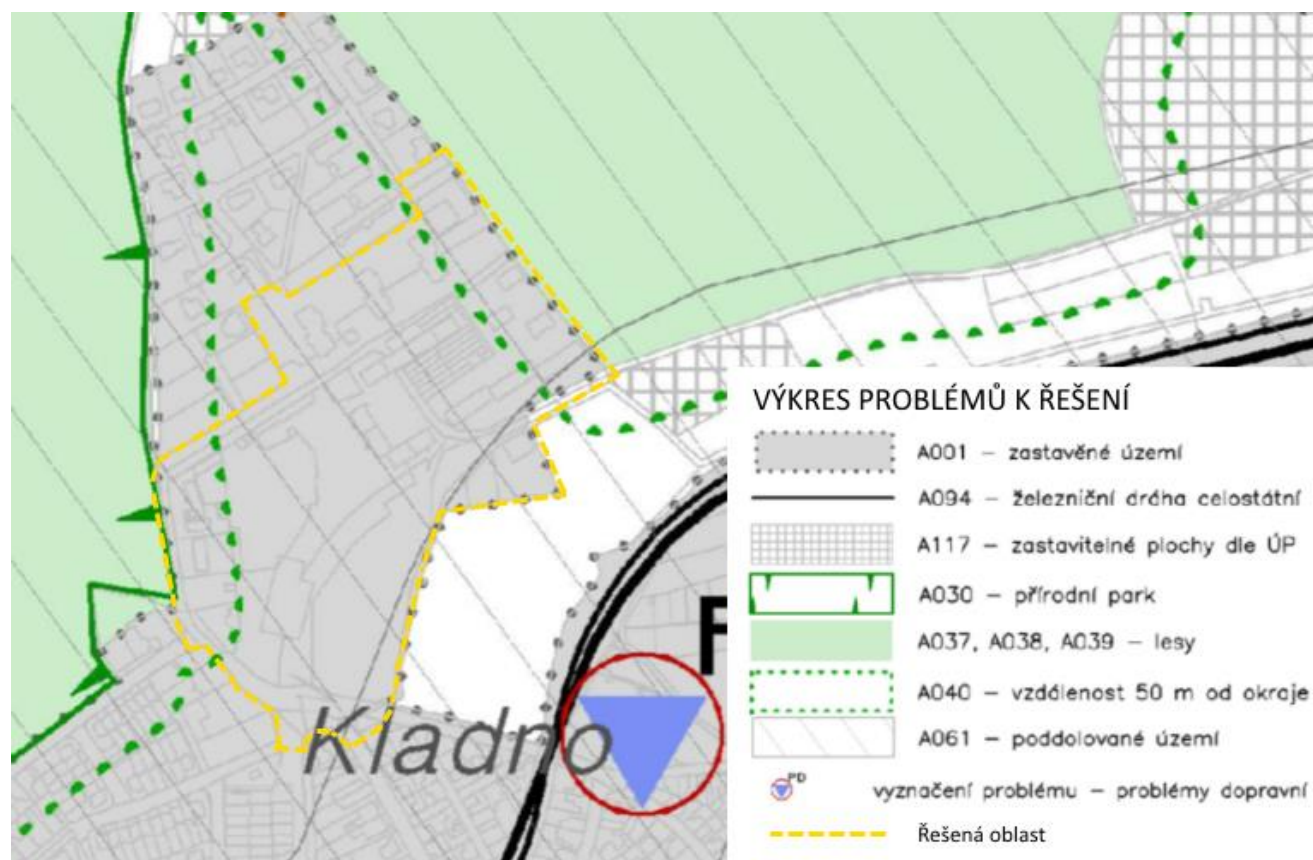 Kladno
P
VÝKRES PROBLÉMŮ K ŘEŠENÍ
A001 – zastavěné území
A094 – železniční dráha celostátní
A117 – zastavitelné plochy dle ÚP
A030 – přírodní park
A037, A038, A039 – lesy
A040 – vzdálenost 50 m od okraje
A061 – poddolované území
PD
vyznačení problému – problémy dopravní
Řešená oblast